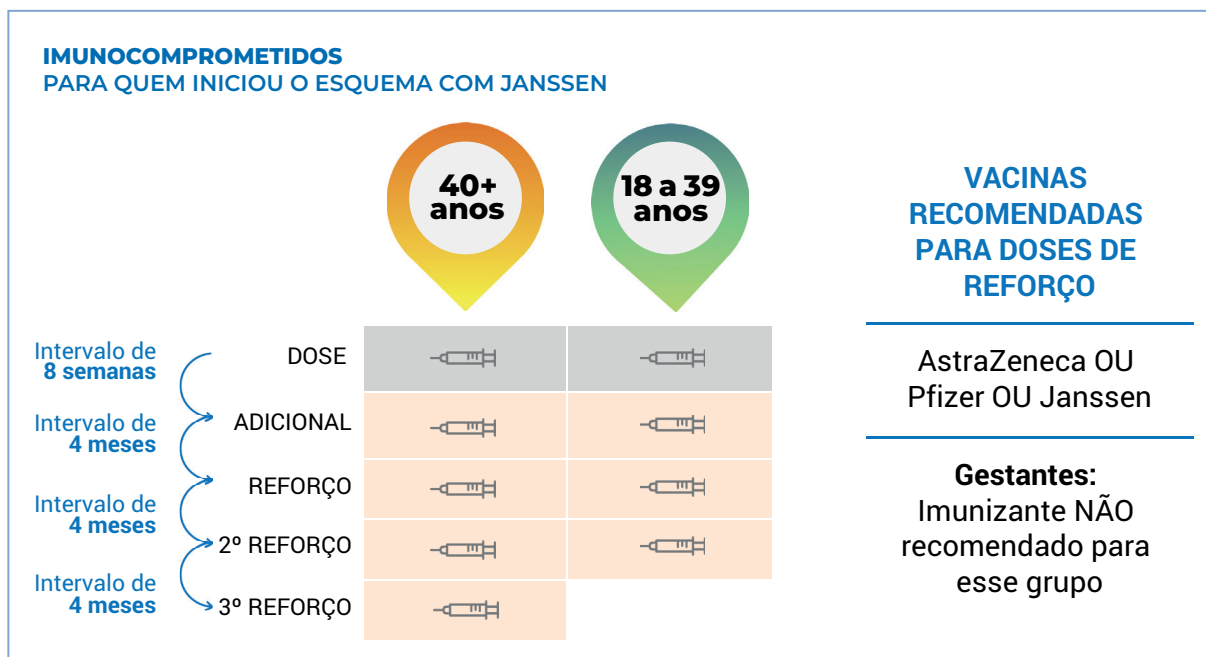 IMUNOCOMPROMETIDOS
PARA QUEM INICIOU O ESQUEMA COM JANSSEN
40+
anos
18 a 39
anos
Intervalo de
8 semanas
Intervalo de
4 meses
Intervalo de
4 meses
Intervalo de
4 meses
DOSE
ADICIONAL
REFORÇO
2º REFORÇO
3º REFORÇO
VACINAS
RECOMENDADAS
PARA DOSES DE
REFORÇO
AstraZeneca OU
Pfizer OU Janssen
Gestantes:
Imunizante NÃO
recomendado para
esse grupo